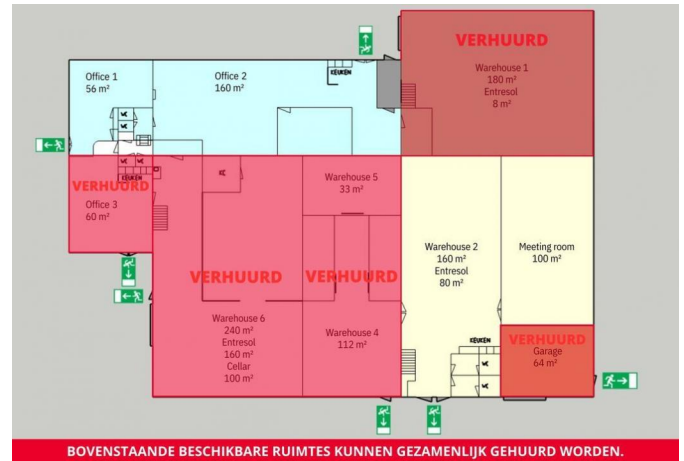 VERHUURD
Warehouse 1
180 m²
Entresol
8 m²
Office 1
56 m²
Office 2
160 m²
KEUKEN
KEUKEN
VERHUURD
Office 3
60 m²
Warehouse 5
33 m²
VERHUURD
Warehouse 6
240 m²
Entresol
160 m²
Cellar
100 m²
VERHUURD
Warehouse 4
112 m²
Warehouse 2
160 m²
Entresol
80 m²
Meeting room
100 m²
KEUKEN
VERHUURD
Garage
64 m²
BOVENSTAANDE BESCHIKBARE RUIMTES KUNNEN GEZAMENLIJK GEHUURD WORDEN.